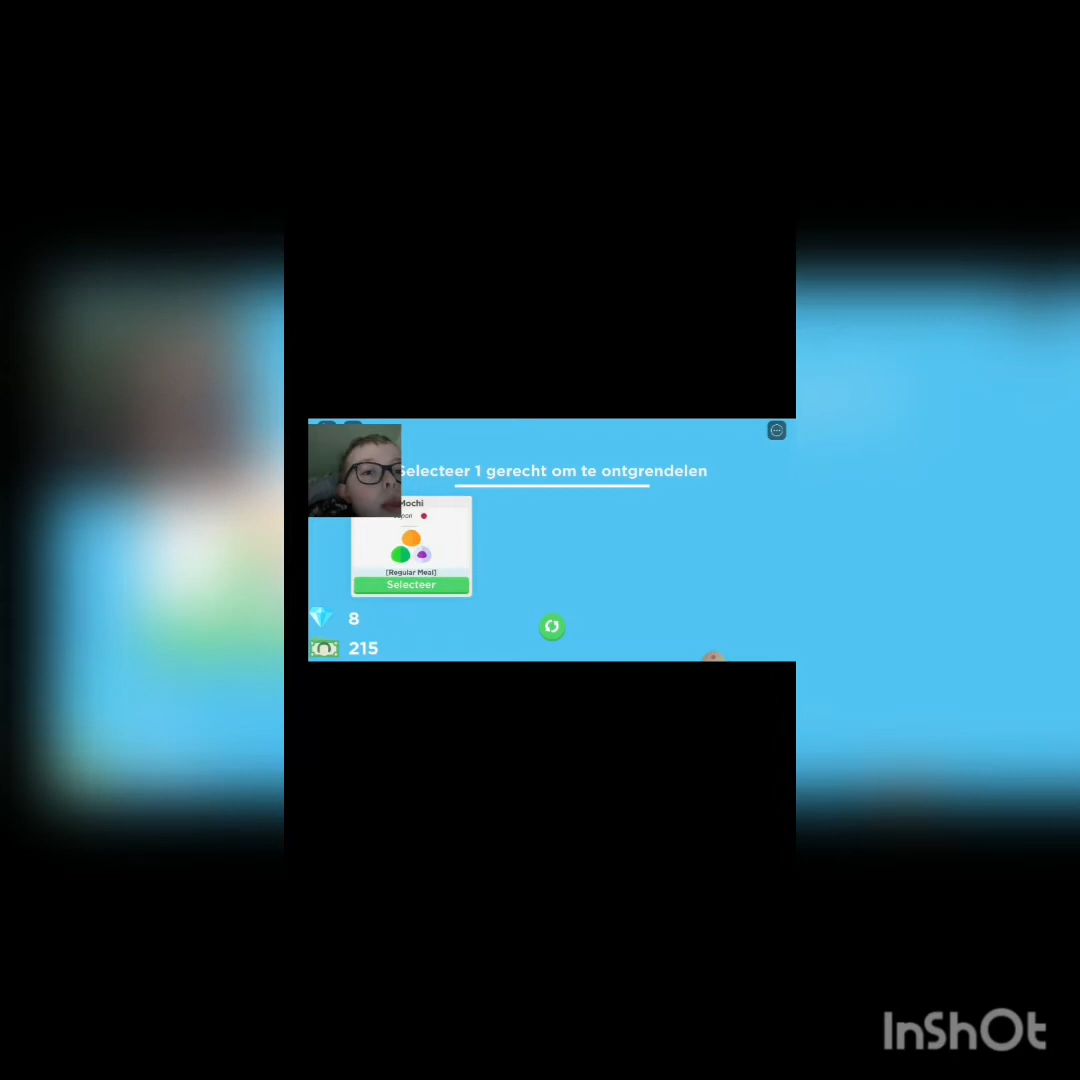 Selecteer 1 gerecht om te ontgrendelen
Mochi
[Regular Meal]
Selecteer
8
215
InShOt